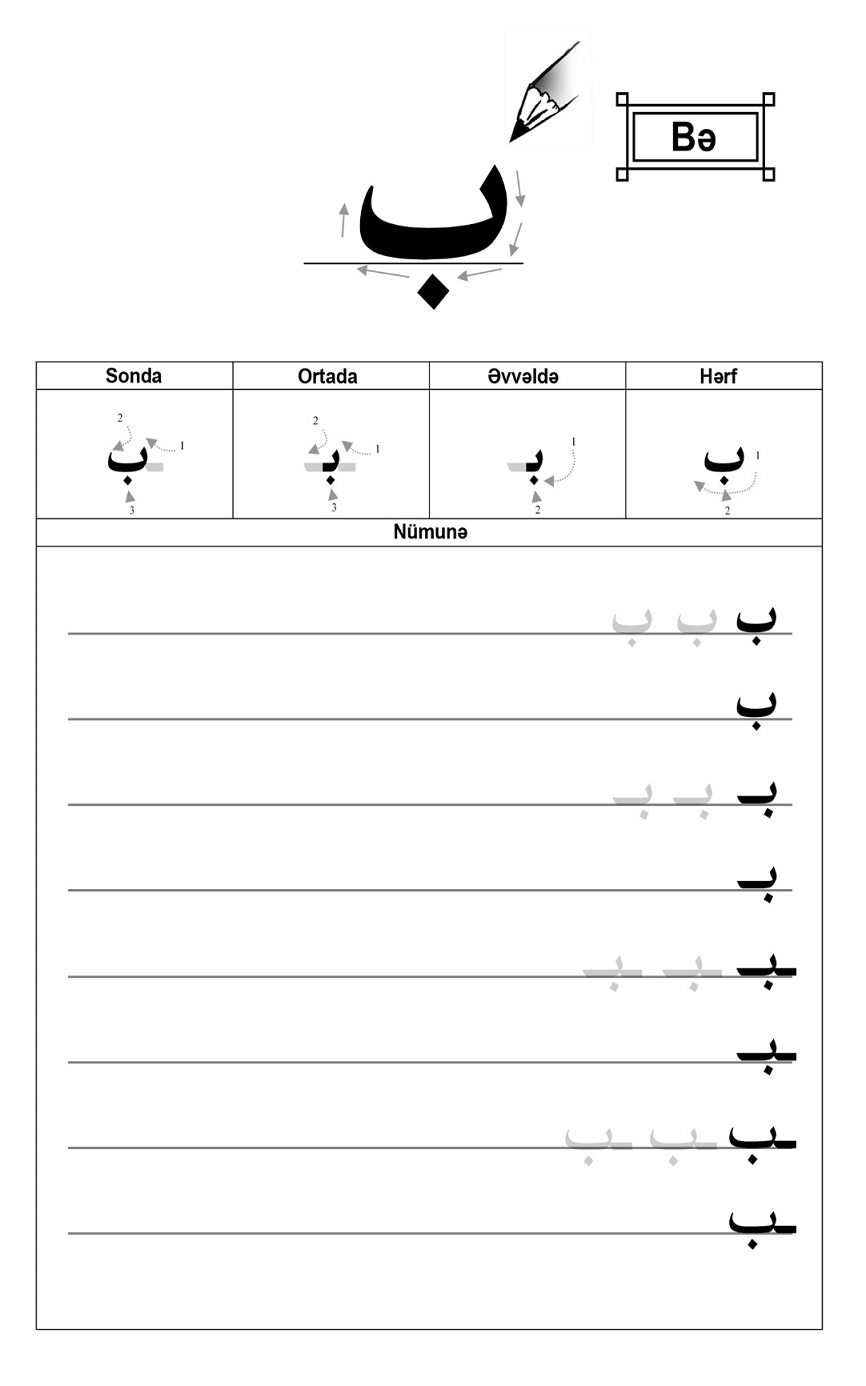 Bə
ب
Sonda Ortada Əvvəldə Hərf
2 1 ـب 3 2 1 ـبـ 3 1 بـ 2 ب 1 2
Nümunə
ب ب ب
ب
بـ بـ بـ
بـ
ـبـ ـبـ ـبـ
ـبـ
ـب ـب ـب
ـب